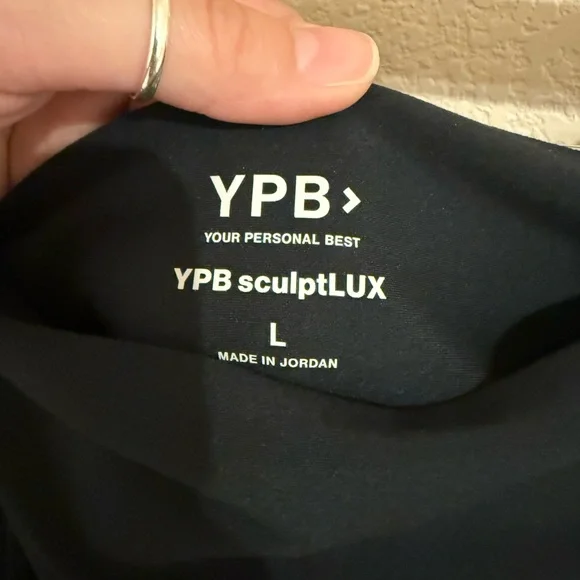 YPB>
YOUR PERSONAL BEST
YPB sculptLUX
L
MADE IN JORDAN